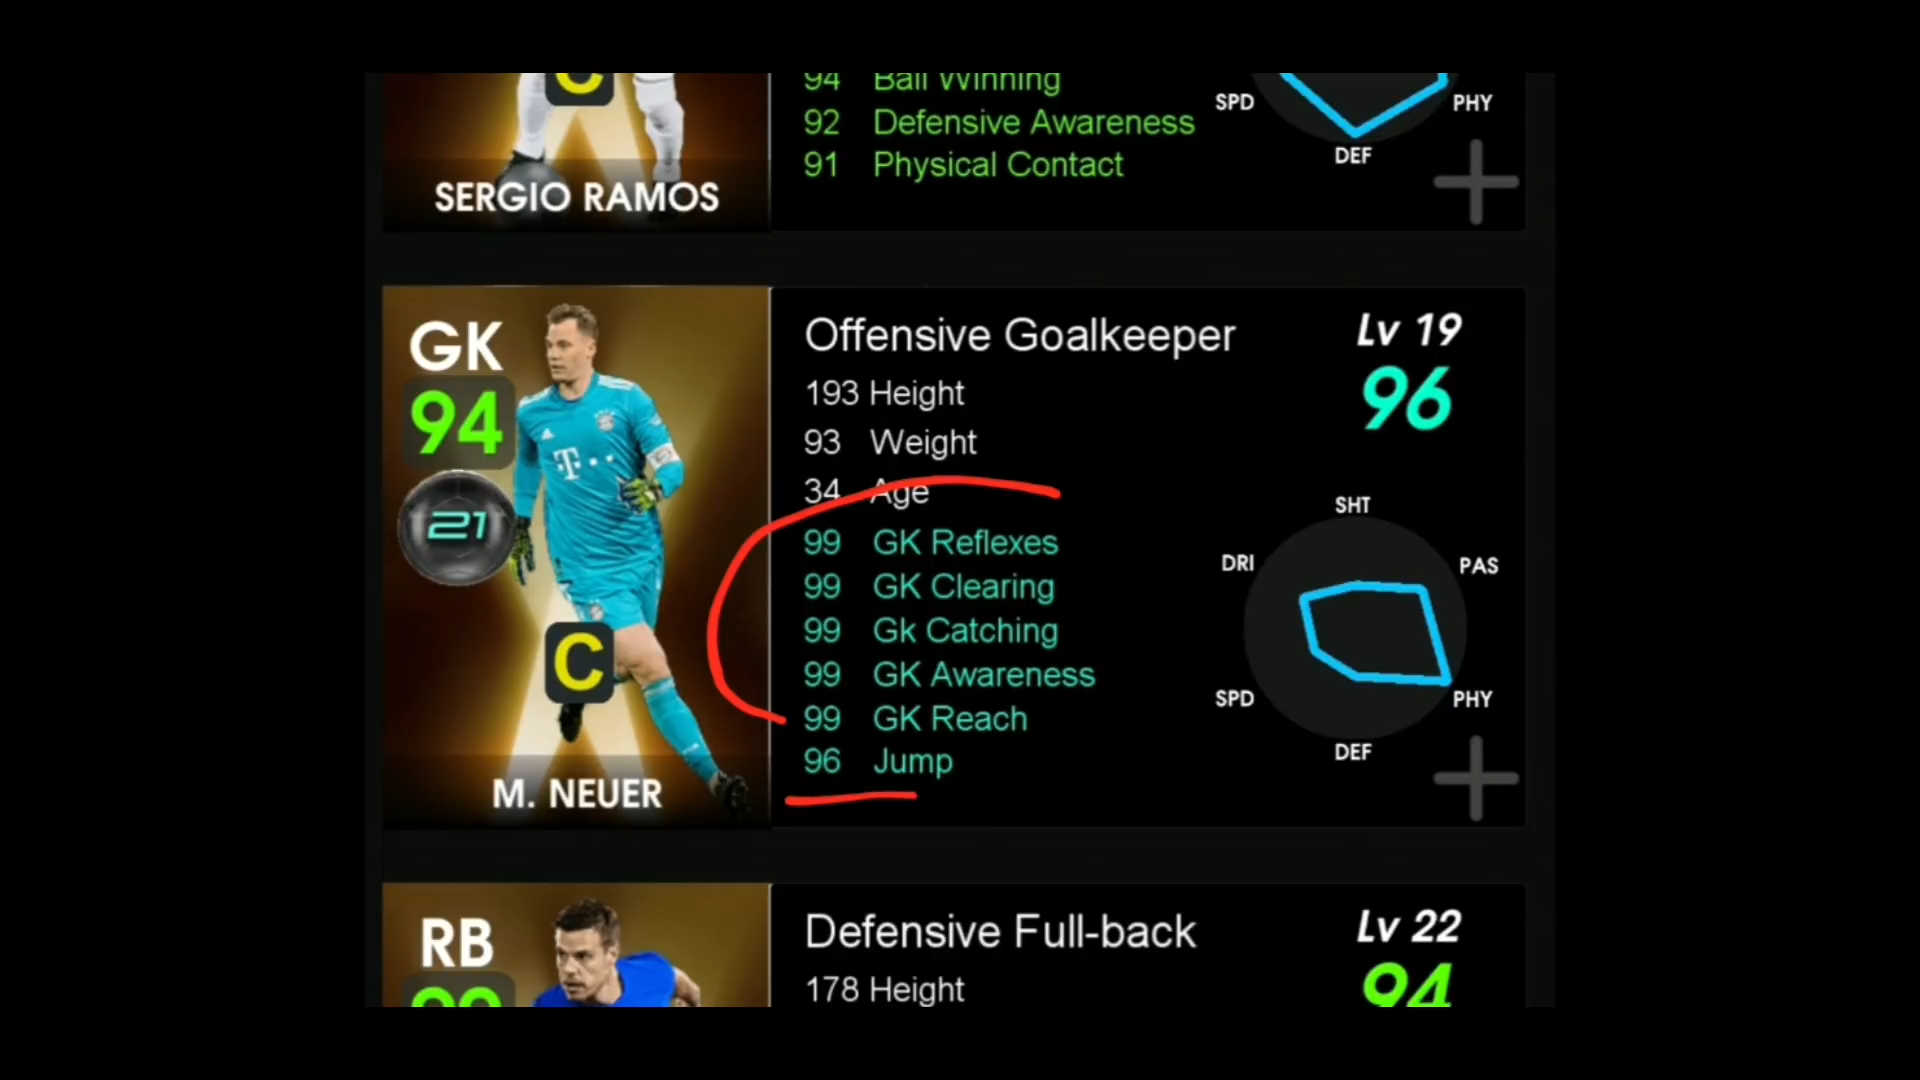 C
94 Ball Winning
92 Defensive Awareness
91 Physical Contact
SPD
PHY
DEF
SERGIO RAMOS
GK
94
21
T
C
M. NEUER
Offensive Goalkeeper
193 Height
93 Weight
34 Age
99 GK Reflexes
99 GK Clearing
99 Gk Catching
99 GK Awareness
99 GK Reach
96 Jump
Lv 19
96
SHT
DRI
PAS
SPD
PHY
DEF
RB
Defensive Full-back
178 Height
Lv 22
94